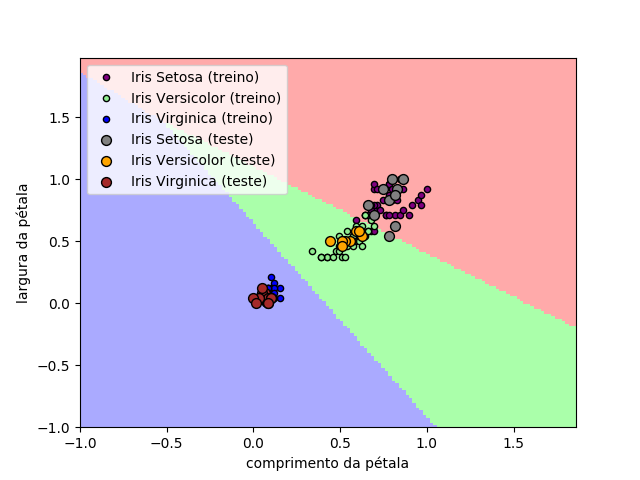 Iris Setosa (treino)
Iris Versicolor (treino)
Iris Virginica (treino)
Iris Setosa (teste)
Iris Versicolor (teste)
Iris Virginica (teste)
largura da pétala
1.5
1.0
0.5
0.0
−0.5
−1.0
−1.0 −0.5 0.0 0.5 1.0 1.5
comprimento da pétala